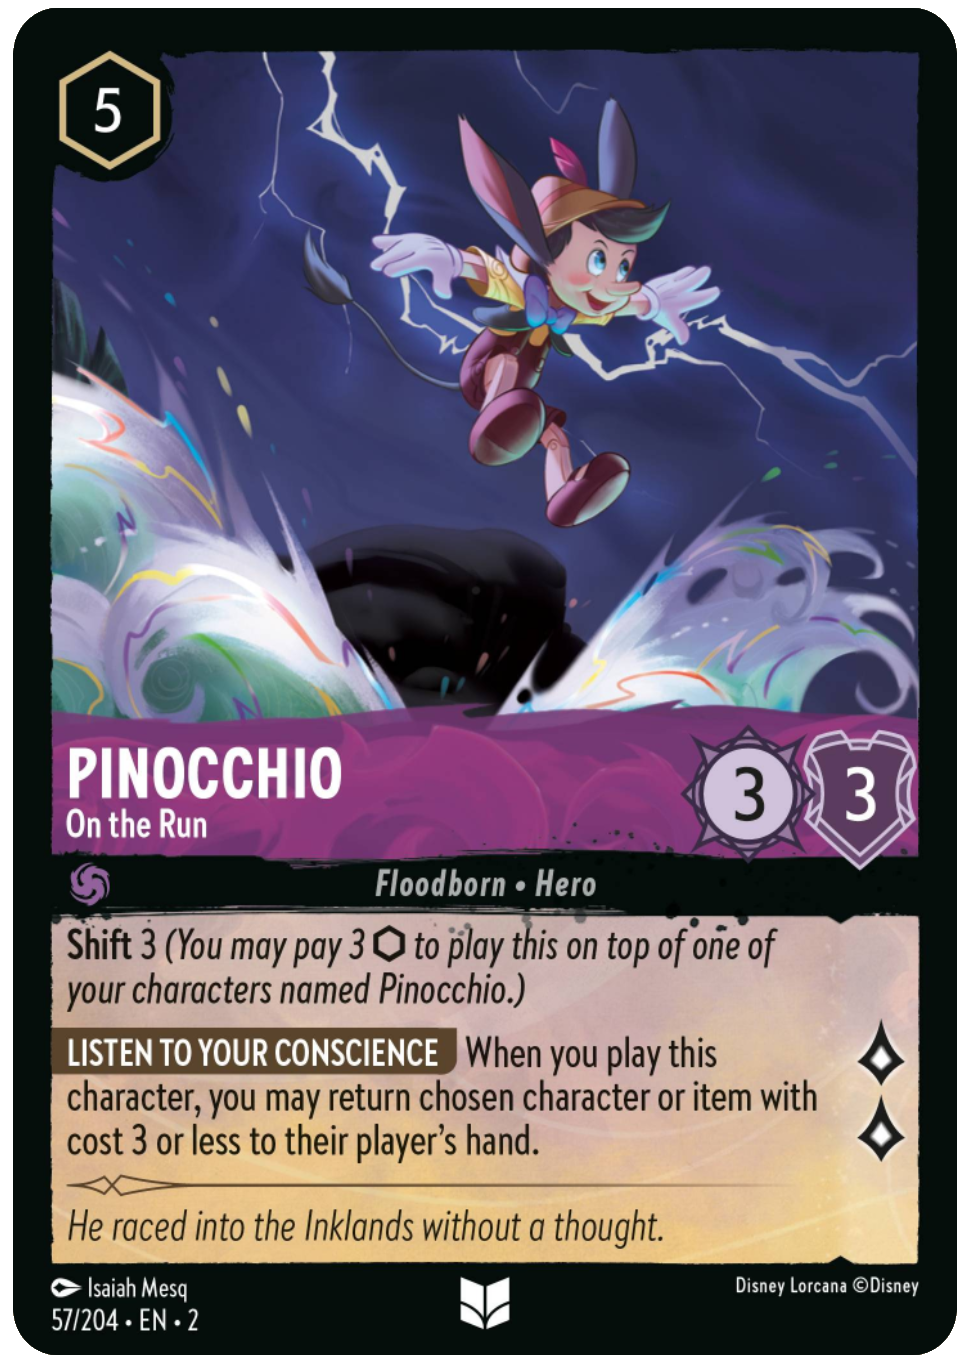 5
PINOCCHIO
On the Run
3
3
Floodborn • Hero
Shift 3 (You may pay 3 ⬡ to play this on top of one of
your characters named Pinocchio.)
LISTEN TO YOUR CONSCIENCE When you play this
character, you may return chosen character or item with
cost 3 or less to their player's hand.
He raced into the Inklands without a thought.
Isaiah Mesq
57/204 • EN • 2
Disney Lorcana ©Disney